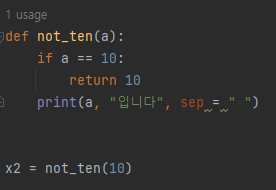 1 usage
def not_ten(a):
    if a == 10:
        return 10
    print(a, "입니다", sep = " ")
x2 = not_ten(10)